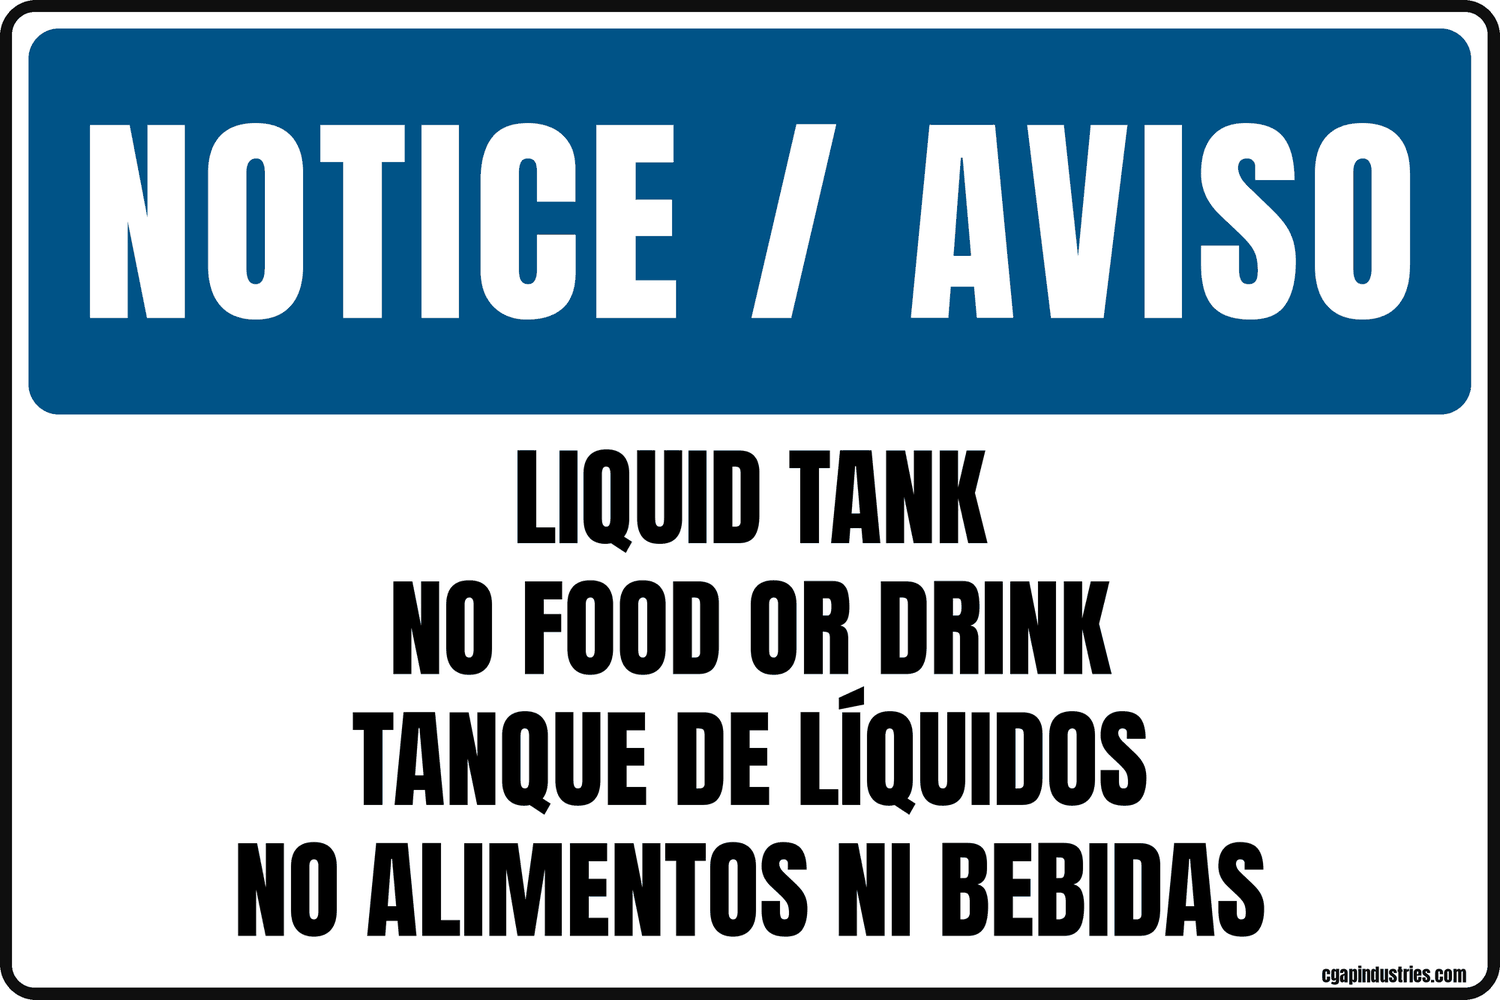 NOTICE / AVISO
LIQUID TANK
NO FOOD OR DRINK
TANQUE DE LÍQUIDOS
NO ALIMENTOS NI BEBIDAS
cgapindustries.com